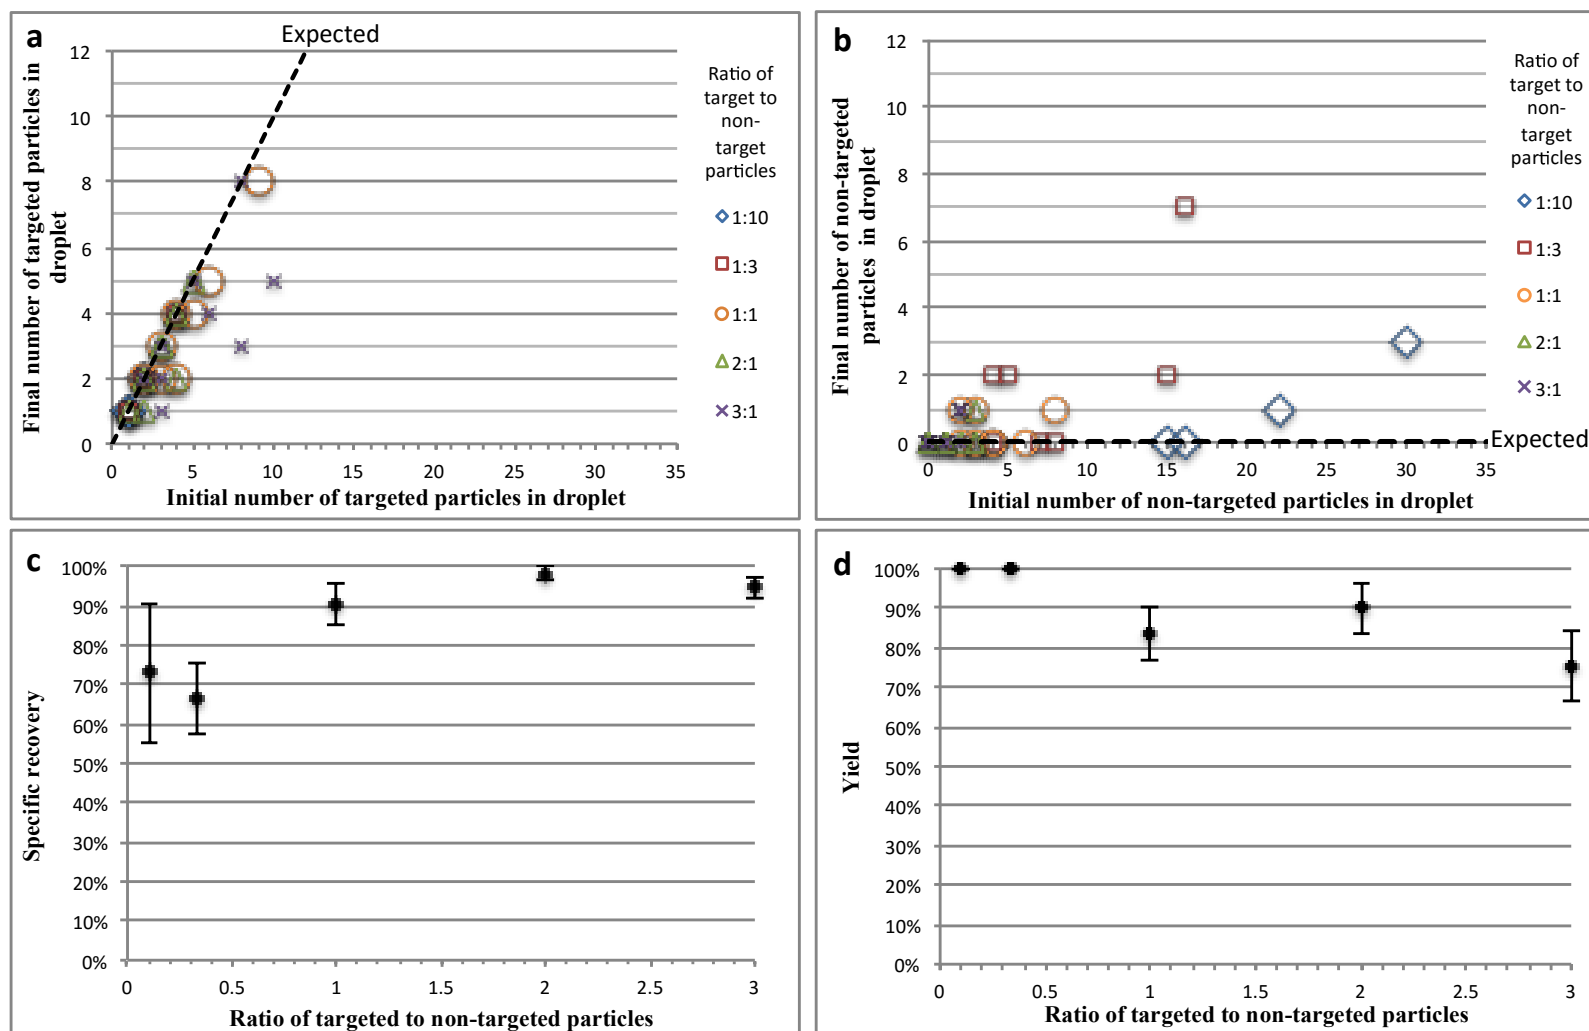 a
Expected
Final number of targeted particles in
droplet
12
10
8
6
4
2
0
0 5 10 15 20 25 30 35
Initial number of targeted particles in droplet
Ratio of
target to
non-
target
particles
1:10
1:3
1:1
2:1
3:1
b
Final number of non-targeted
particles in droplet
12
10
8
6
4
2
0
Expected
0 5 10 15 20 25 30 35
Initial number of non-targeted particles in droplet
Ratio of
target to
non-
target
particles
1:10
1:3
1:1
2:1
3:1
c
Specific recovery
100%
90%
80%
70%
60%
50%
40%
30%
20%
10%
0%
0 0.5 1 1.5 2 2.5 3
Ratio of targeted to non-targeted particles
d
Yield
100%
90%
80%
70%
60%
50%
40%
30%
20%
10%
0%
0 0.5 1 1.5 2 2.5 3
Ratio of targeted to non-targeted particles